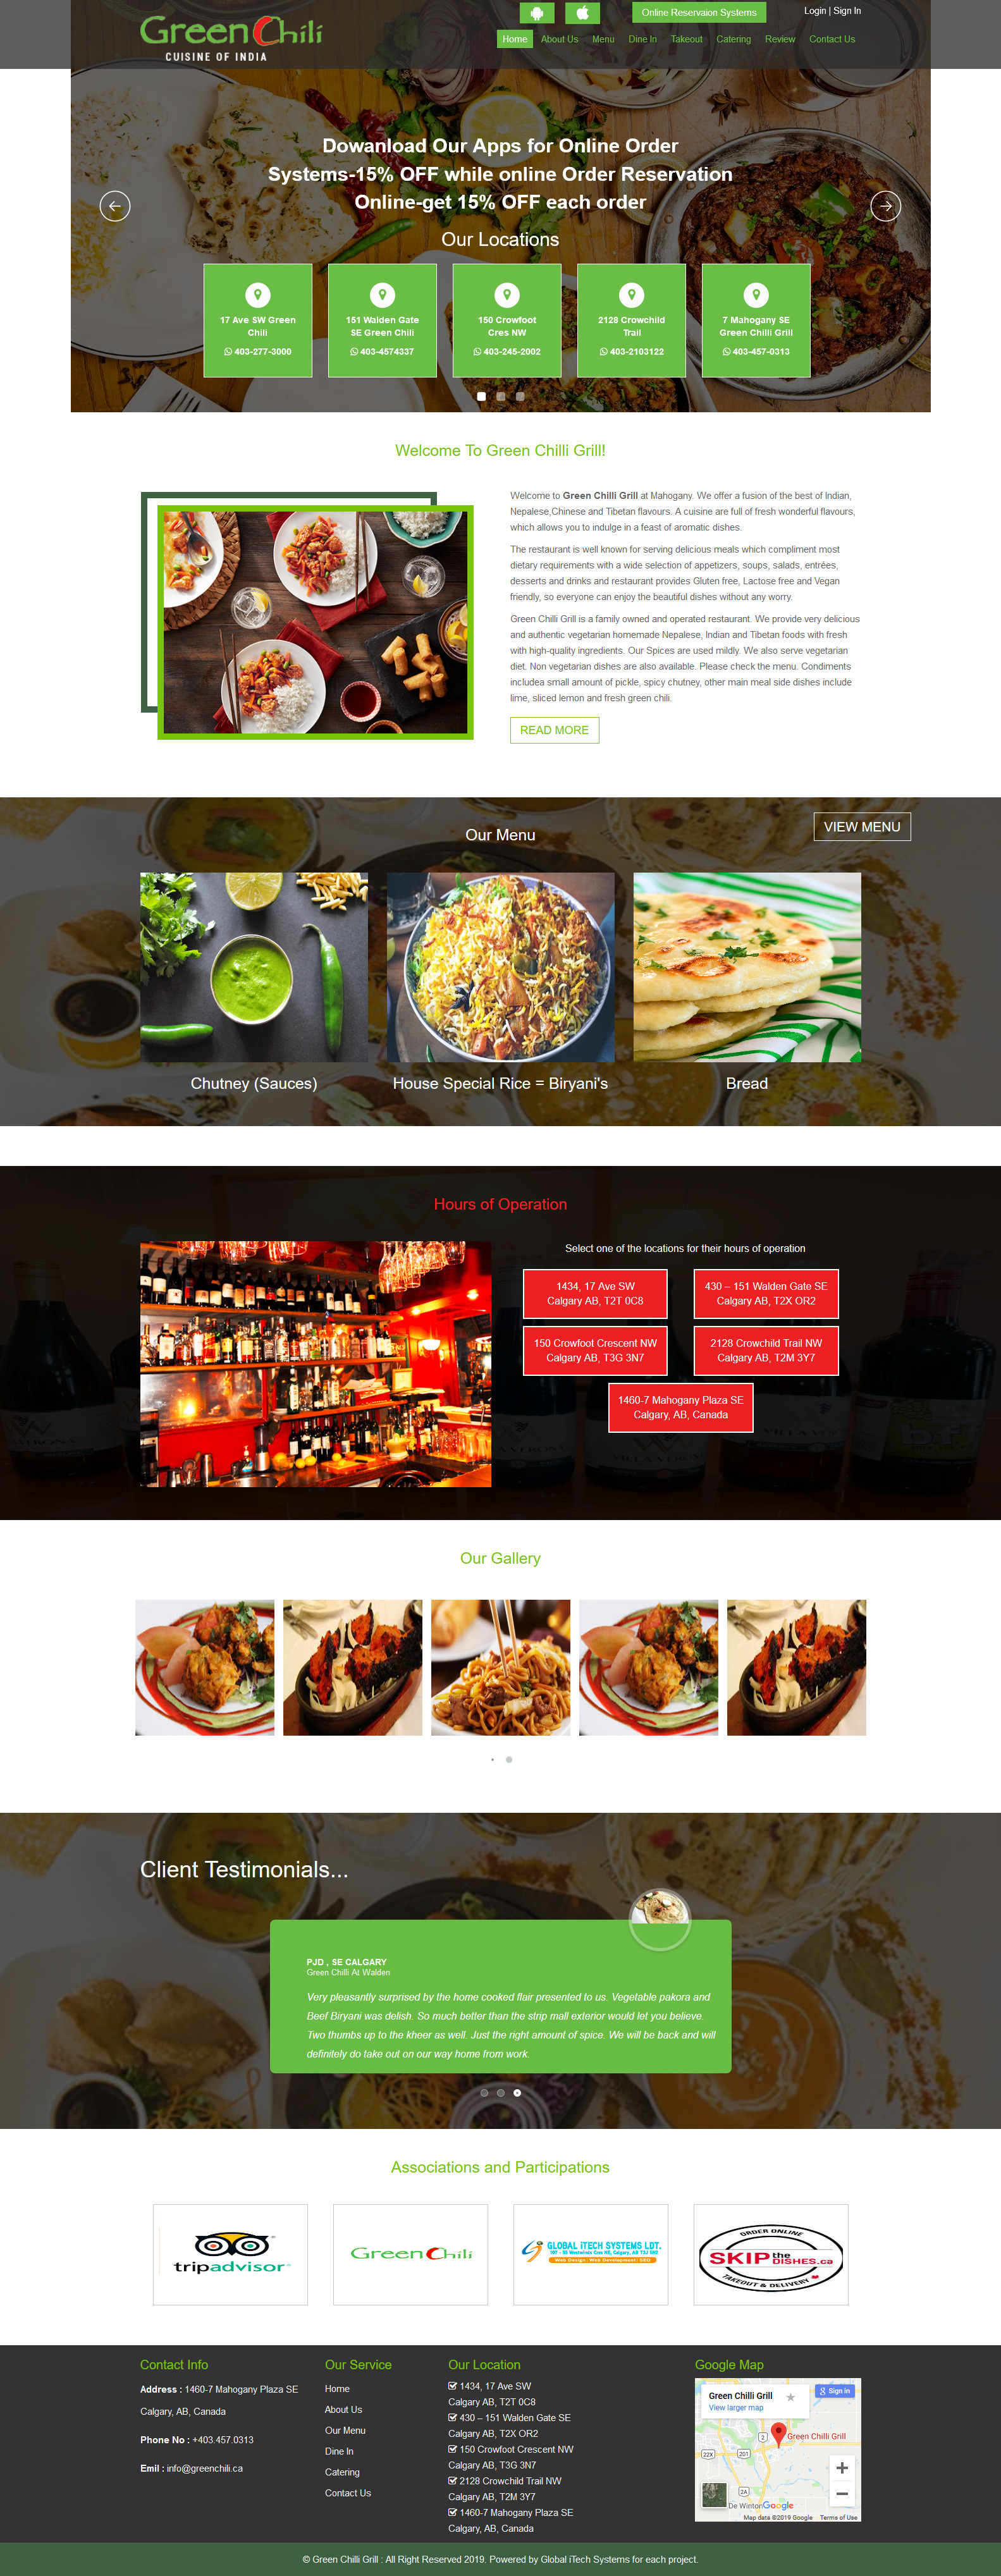 Green Chili
CUISINE OF INDIA
Online Reservaion Systems
Login | Sign In
Home About Us Menu Dine In Takeout Catering Review Contact Us
Dowanload Our Apps for Online Order
Systems-15% OFF while online Order Reservation
Online-get 15% OFF each order
Our Locations
17 Ave SW Green
Chili
403-277-3000
151 Walden Gate
SE Green Chili
403-4574337
150 Crowfoot
Cres NW
403-245-2002
2128 Crowchild
Trail
403-2103122
7 Mahogany SE
Green Chilli Grill
403-457-0313
Welcome To Green Chilli Grill!
Welcome to Green Chilli Grill at Mahogany. We offer a fusion of the best of Indian,
Nepalese,Chinese and Tibetan flavours. A cuisine are full of fresh wonderful flavours,
which allows you to indulge in a feast of aromatic dishes.
The restaurant is well known for serving delicious meals which compliment most
dietary requirements with a wide selection of appetizers, soups, salads, entrées,
desserts and drinks and restaurant provides Gluten free, Lactose free and Vegan
friendly, so everyone can enjoy the beautiful dishes without any worry.
Green Chilli Grill is a family owned and operated restaurant. We provide very delicious
and authentic vegetarian homemade Nepalese, Indian and Tibetan foods with fresh
with high-quality ingredients. Our Spices are used mildly. We also serve vegetarian
diet. Non vegetarian dishes are also available. Please check the menu. Condiments
includea small amount of pickle, spicy chutney, other main meal side dishes include
lime, sliced lemon and fresh green chili.
READ MORE
Our Menu
VIEW MENU
Chutney (Sauces)
House Special Rice = Biryani's
Bread
Hours of Operation
Select one of the locations for their hours of operation
1434, 17 Ave SW
Calgary AB, T2T 0C8
430 – 151 Walden Gate SE
Calgary AB, T2X OR2
150 Crowfoot Crescent NW
Calgary AB, T3G 3N7
2128 Crowchild Trail NW
Calgary AB, T2M 3Y7
1460-7 Mahogany Plaza SE
Calgary, AB, Canada
VILLA VERONI
Our Gallery
Client Testimonials...
PJD , SE CALGARY
Green Chilli At Walden
Very pleasantly surprised by the home cooked flair presented to us. Vegetable pakora and
Beef Biryani was delish. So much better than the strip mall exterior would let you believe.
Two thumbs up to the kheer as well. Just the right amount of spice. We will be back and will
definitely do take out on our way home from work.
Associations and Participations
tripadvisor
Green Chili
GLOBAL iTECH SYSTEMS LDT.
Web Design Web Development SEO
ORDER ONLINE
SKIP the DISHES.ca
TAKEOUT & DELIVERY
Contact Info
Address : 1460-7 Mahogany Plaza SE
Calgary, AB, Canada
Phone No : +403.457.0313
Emil : info@greenchili.ca
Our Service
Home
About Us
Our Menu
Dine In
Catering
Contact Us
Our Location
1434, 17 Ave SW
Calgary AB, T2T 0C8
430 – 151 Walden Gate SE
Calgary AB, T2X OR2
150 Crowfoot Crescent NW
Calgary AB, T3G 3N7
2128 Crowchild Trail NW
Calgary AB, T2M 3Y7
1460-7 Mahogany Plaza SE
Calgary, AB, Canada
Google Map
Green Chilli Grill
View larger map
Sign in
2
Green Chilli Grill
22X
201
2A
De Winton
Google
Map data ©2019 Google Terms of Use
© Green Chilli Grill : All Right Reserved 2019. Powered by Global iTech Systems for each project.